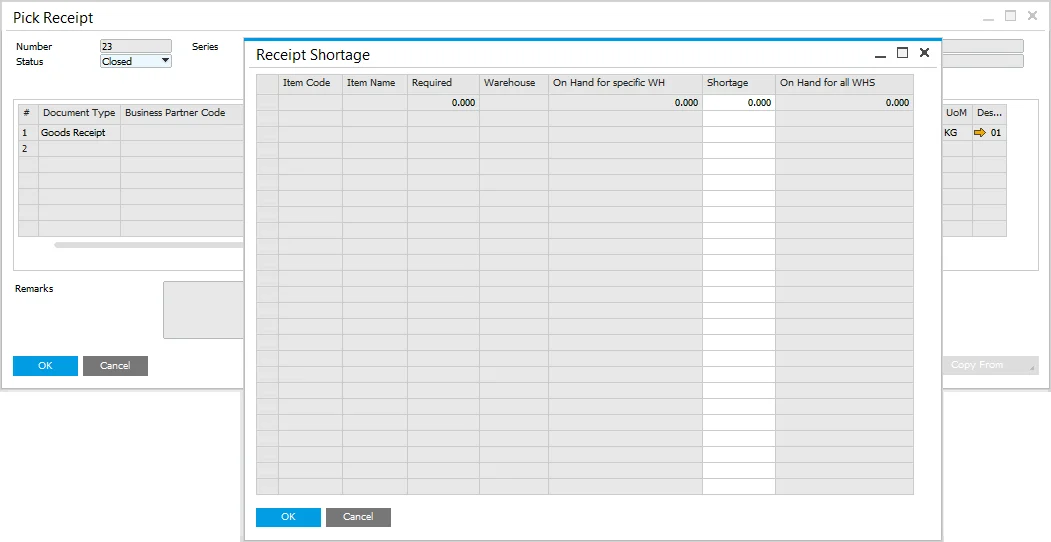 Pick Receipt
Number 23 Series
Status Closed
# Document Type Business Partner Code UoM Des...
1 Goods Receipt KG 01
2
Remarks
OK Cancel Copy From
Receipt Shortage
Item Code Item Name Required Warehouse On Hand for specific WH Shortage On Hand for all WHS
0.000 0.000 0.000 0.000
OK Cancel